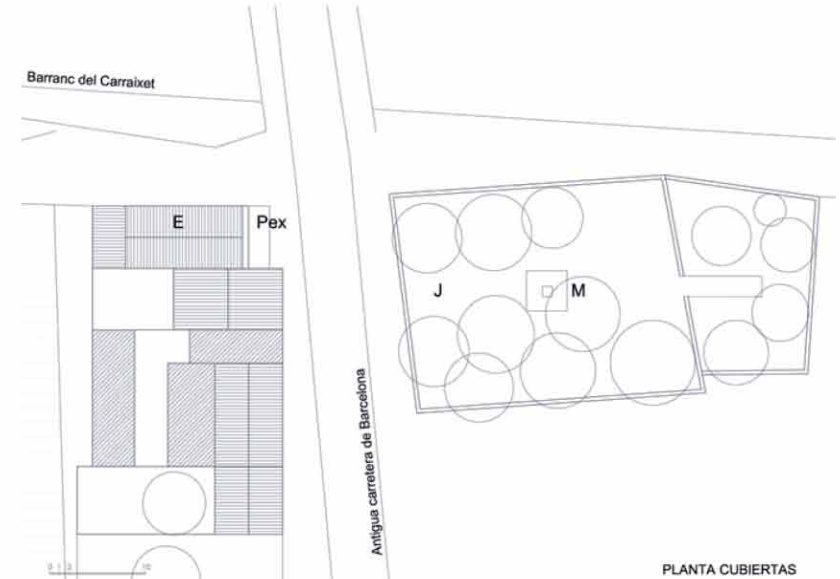 Barranc del Carraixet
E
Pex
J
M
Antigua carretera de Barcelona
0 1 2
10
PLANTA CUBIERTAS